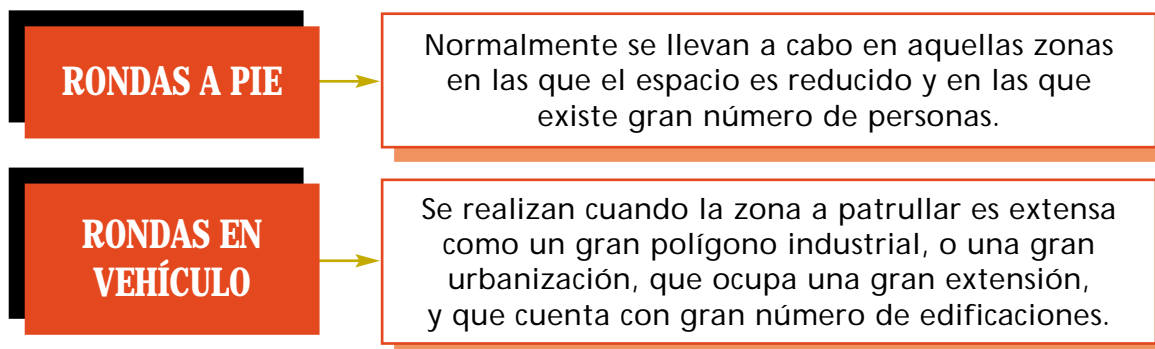 RONDAS A PIE
Normalmente se llevan a cabo en aquellas zonas
en las que el espacio es reducido y en las que
existe gran número de personas.
RONDAS EN
VEHÍCULO
Se realizan cuando la zona a patrullar es extensa
como un gran polígono industrial, o una gran
urbanización, que ocupa una gran extensión,
y que cuenta con gran número de edificaciones.